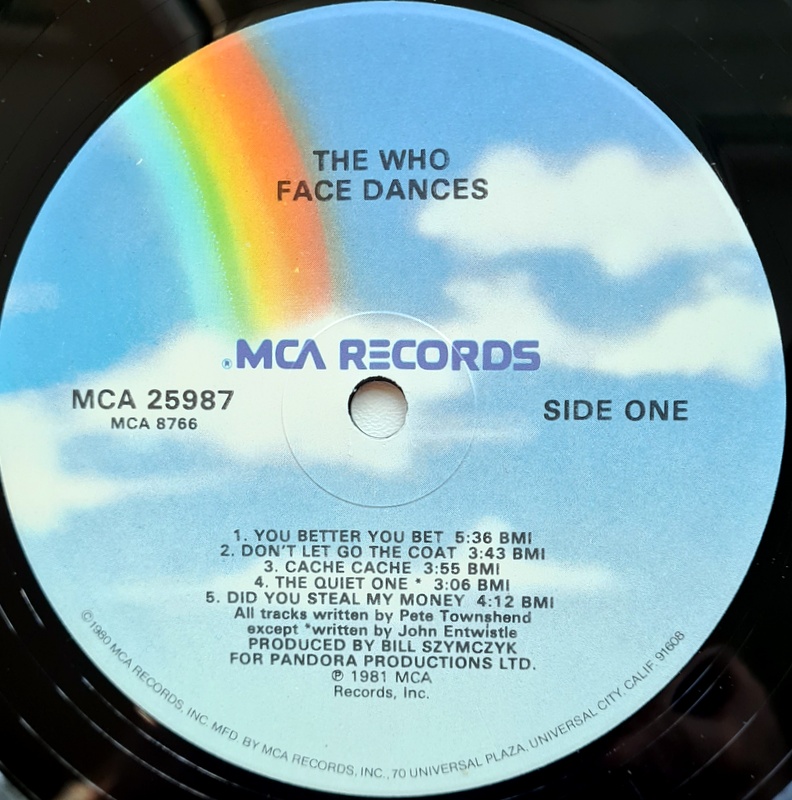 THE WHO
FACE DANCES
®MCA RECORDS
MCA 25987
MCA 8766
SIDE ONE
1. YOU BETTER YOU BET 5:36 BMI
2. DON'T LET GO THE COAT 3:43 BMI
3. CACHE CACHE 3:55 BMI
4. THE QUIET ONE * 3:06 BMI
5. DID YOU STEAL MY MONEY 4:12 BMI
All tracks written by Pete Townshend
except *written by John Entwistle
PRODUCED BY BILL SZYMCZYK
FOR PANDORA PRODUCTIONS LTD.
℗ 1981 MCA
Records, Inc.
©1980 MCA RECORDS, INC. MFD. BY MCA RECORDS, INC., 70 UNIVERSAL PLAZA, UNIVERSAL CITY, CALIF. 91608